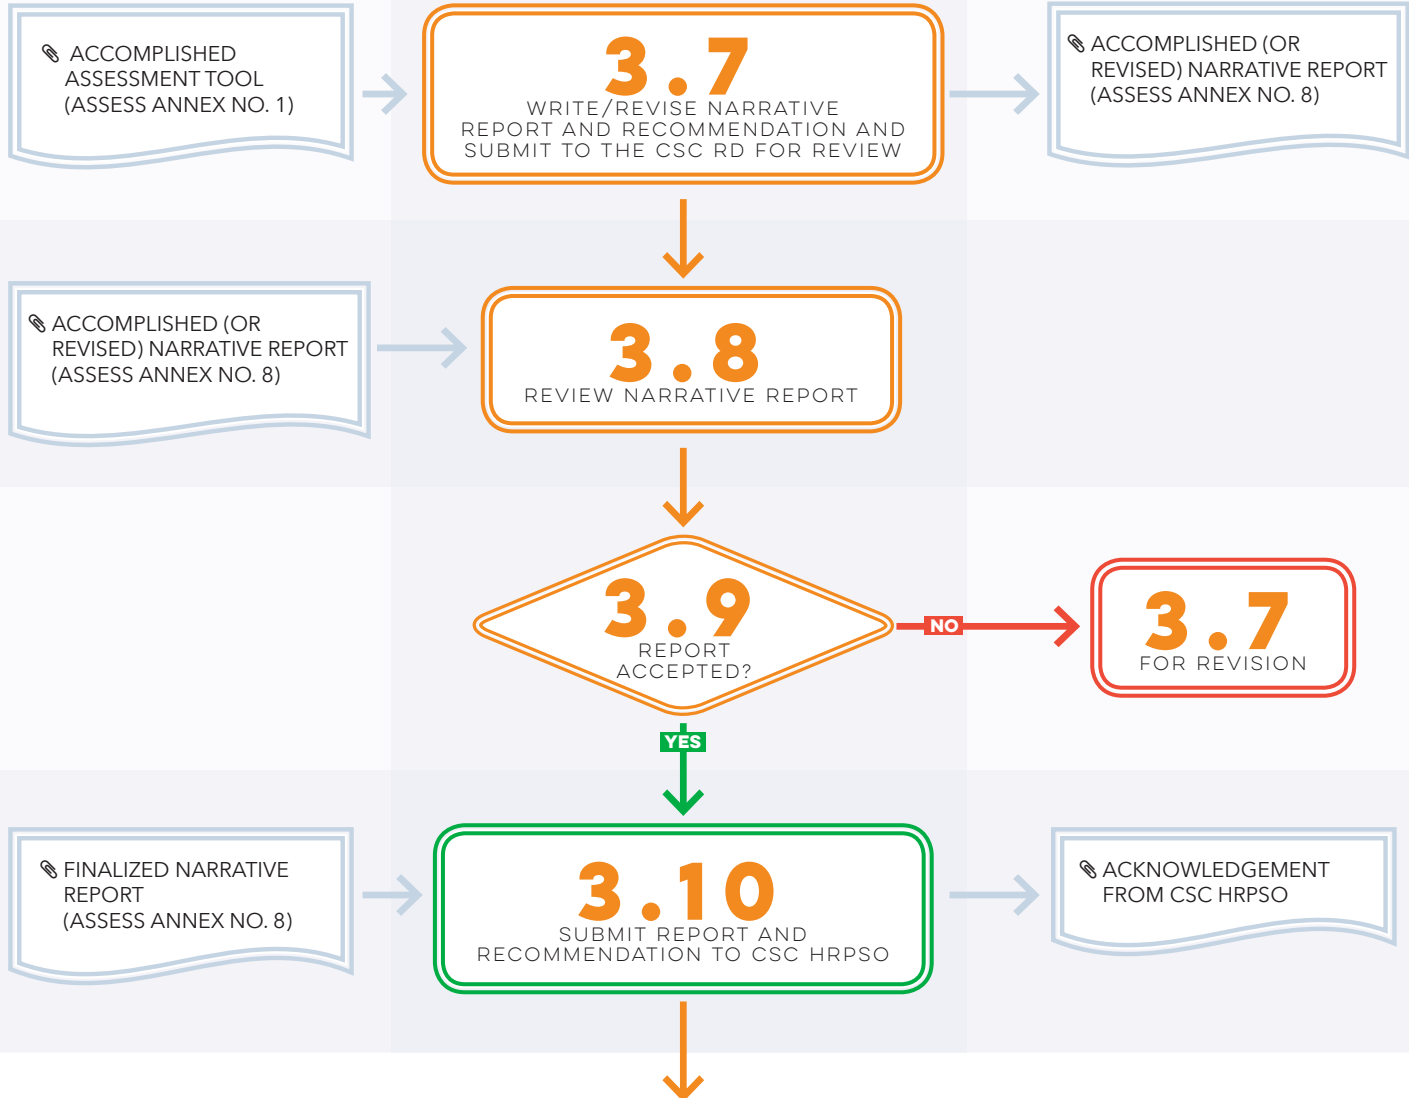 ACCOMPLISHED
ASSESSMENT TOOL
(ASSESS ANNEX NO. 1)
3.7
WRITE/REVISE NARRATIVE
REPORT AND RECOMMENDATION AND
SUBMIT TO THE CSC RD FOR REVIEW
ACCOMPLISHED (OR
REVISED) NARRATIVE REPORT
(ASSESS ANNEX NO. 8)
ACCOMPLISHED (OR
REVISED) NARRATIVE REPORT
(ASSESS ANNEX NO. 8)
3.8
REVIEW NARRATIVE REPORT
3.9
REPORT
ACCEPTED?
NO
3.7
FOR REVISION
YES
FINALIZED NARRATIVE
REPORT
(ASSESS ANNEX NO. 8)
3.10
SUBMIT REPORT AND
RECOMMENDATION TO CSC HRPSO
ACKNOWLEDGEMENT
FROM CSC HRPSO